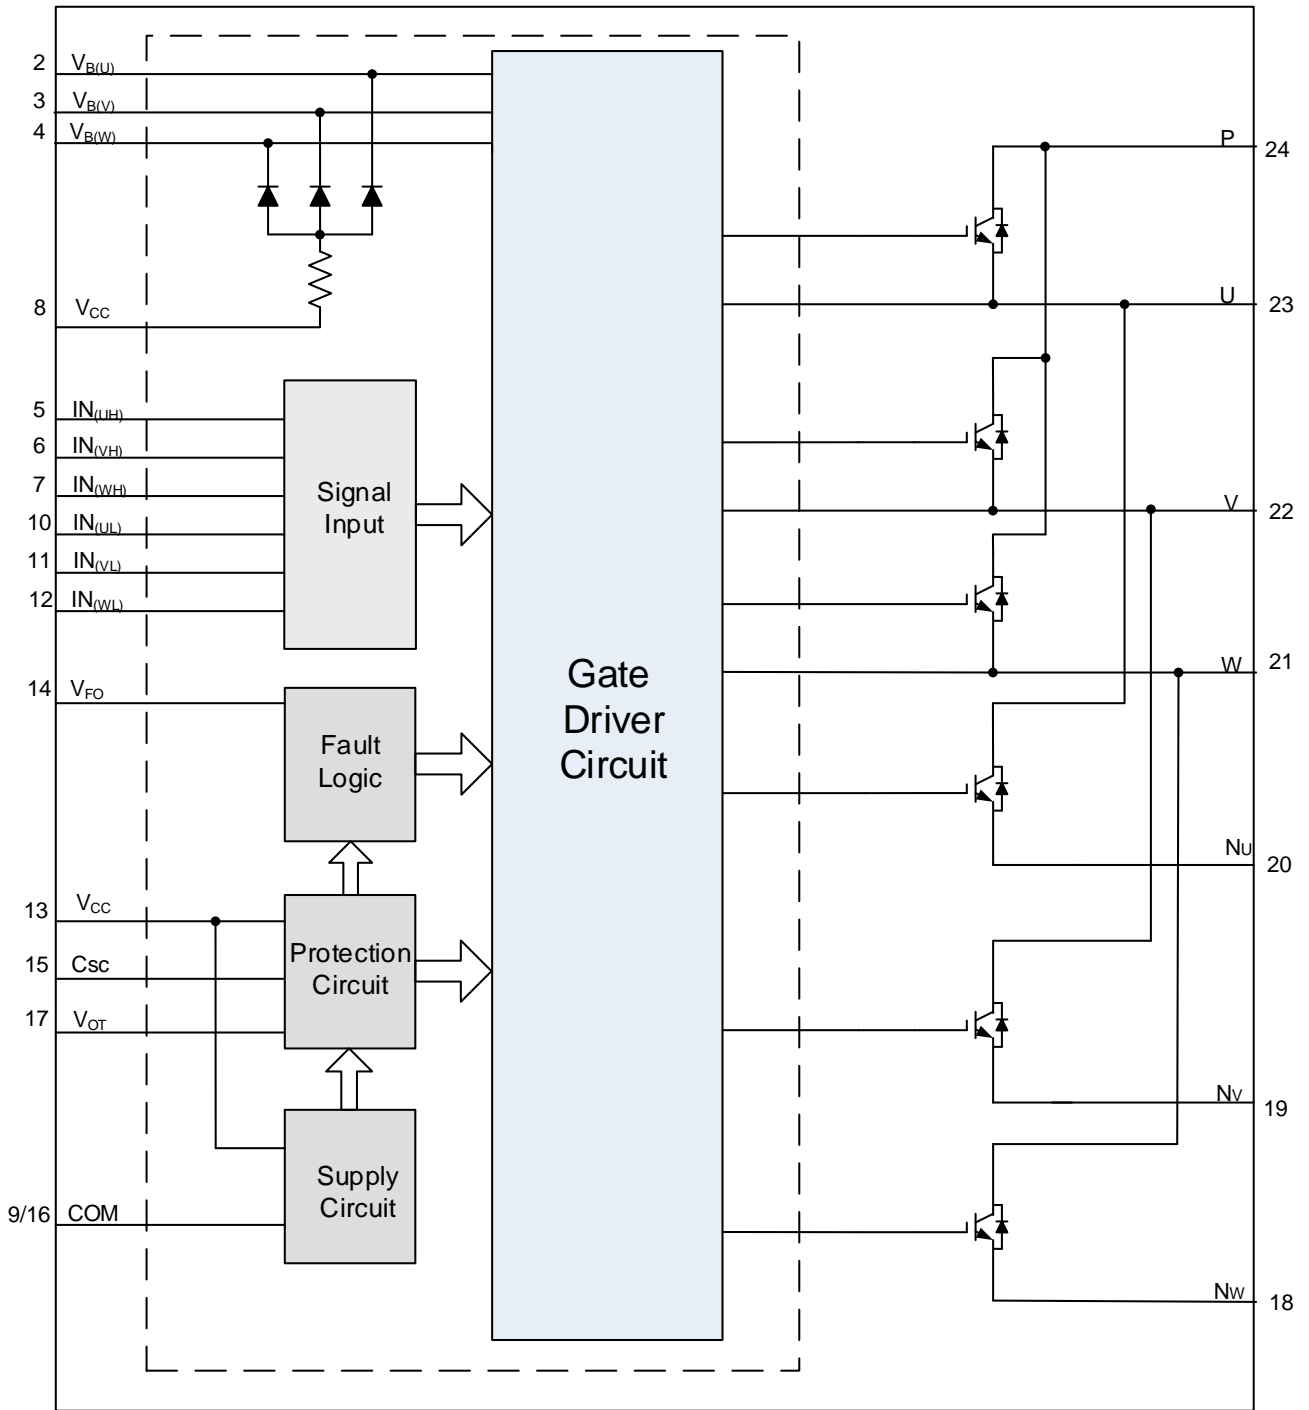 2 VB(U)
3 VB(V)
4 VB(W)
8 VCC
5 IN(UH)
6 IN(VH)
7 IN(WH)
10 IN(UL)
11 IN(VL)
12 IN(WL)
14 VFO
13 VCC
15 Csc
17 VOT
9/16 COM
Signal
Input
Fault
Logic
Protection
Circuit
Supply
Circuit
Gate
Driver
Circuit
P 24
U 23
V 22
W 21
NU 20
NV 19
NW 18